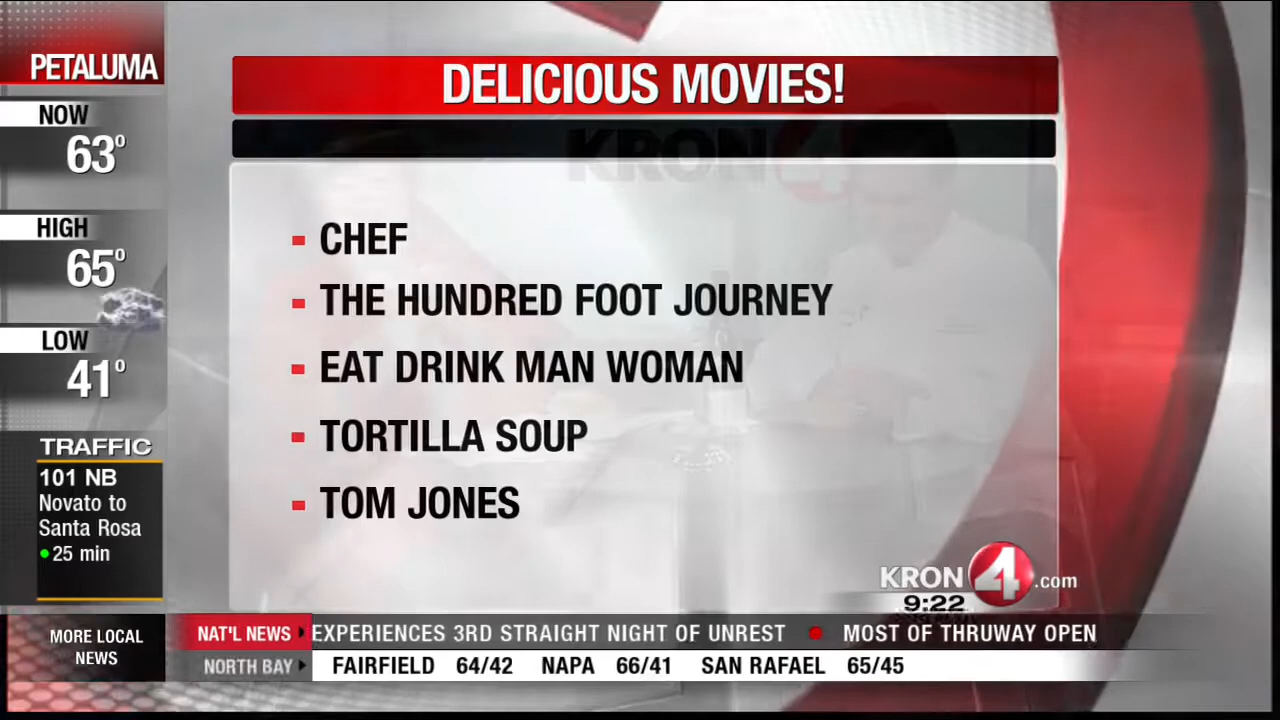 PETALUMA
NOW
63°
HIGH
65°
LOW
41°
TRAFFIC
101 NB
Novato to
Santa Rosa
25 min
MORE LOCAL
NEWS
DELICIOUS MOVIES!
KRON 4
CHEF
THE HUNDRED FOOT JOURNEY
EAT DRINK MAN WOMAN
TORTILLA SOUP
TOM JONES
KRON 4.com
9:22
NAT'L NEWS EXPERIENCES 3RD STRAIGHT NIGHT OF UNREST MOST OF THRUWAY OPEN
NORTH BAY FAIRFIELD 64/42 NAPA 66/41 SAN RAFAEL 65/45